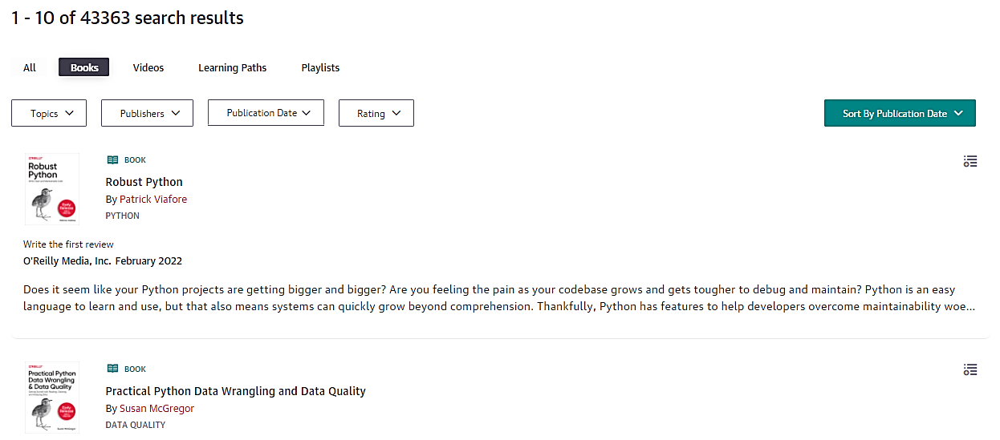 1 - 10 of 43363 search results
All Books Videos Learning Paths Playlists
Topics Publishers Publication Date Rating Sort By Publication Date
O'REILLY
Robust
Python
Early
Release
BOOK
Robust Python
By Patrick Viafore
PYTHON
Write the first review
O'Reilly Media, Inc. February 2022
Does it seem like your Python projects are getting bigger and bigger? Are you feeling the pain as your codebase grows and gets tougher to debug and maintain? Python is an easy
language to learn and use, but that also means systems can quickly grow beyond comprehension. Thankfully, Python has features to help developers overcome maintainability woe...
O'REILLY
Practical Python
Data Wrangling
& Data Quality
Early
Release
Susan McGregor
BOOK
Practical Python Data Wrangling and Data Quality
By Susan McGregor
DATA QUALITY